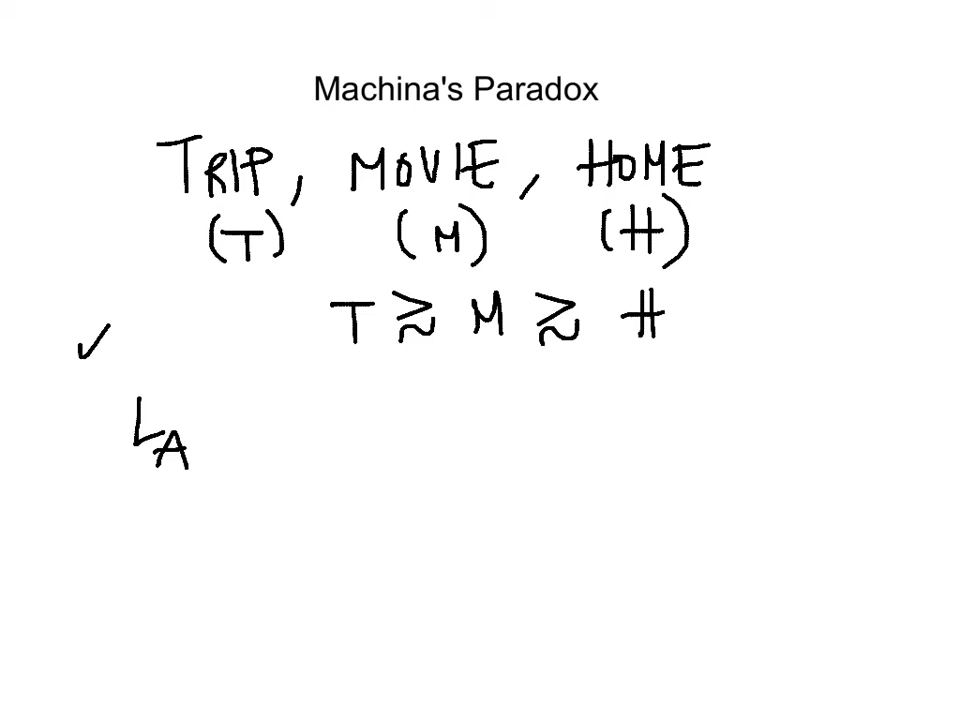 Machina's Paradox
TRIP, MOVIE, HOME
(T) (M) (H)
T ≿ M ≿ H
✓
L_A